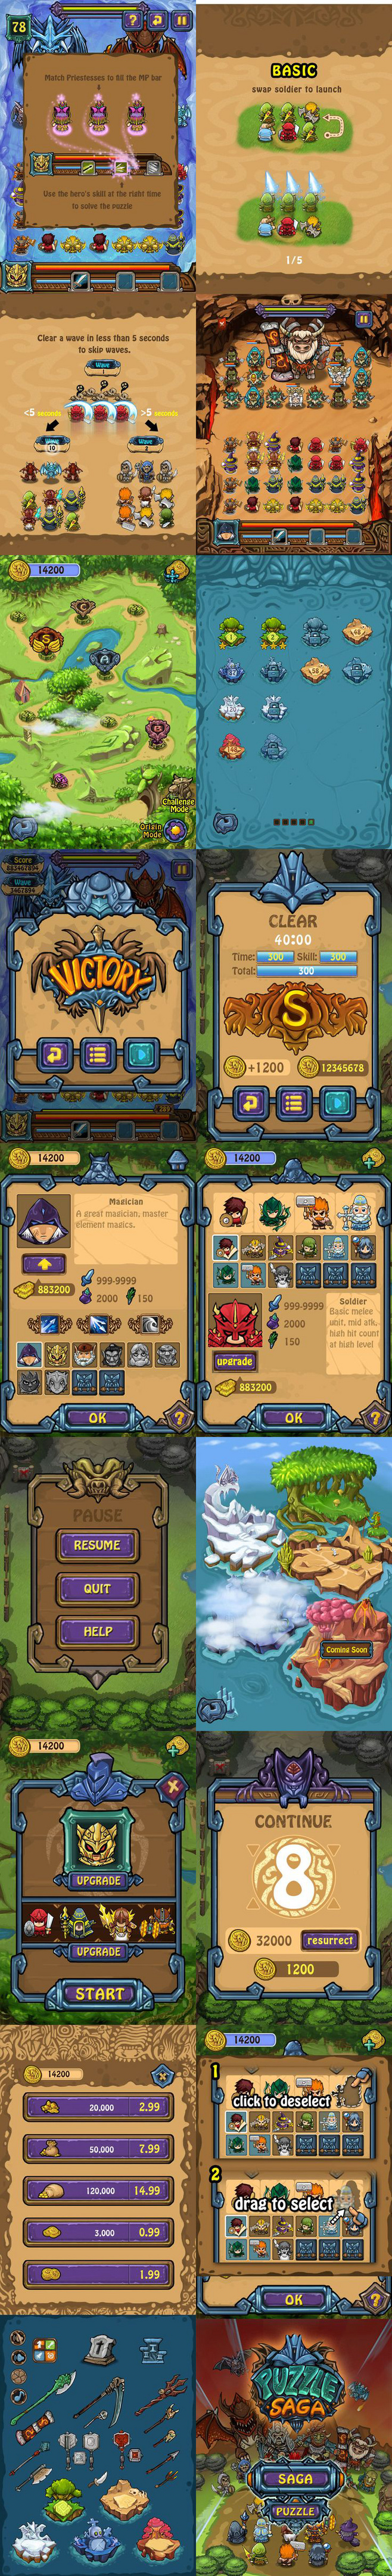 78
?
Match Priestesses to fill the MP bar
Use the hero's skill at the right time
to solve the puzzle
BASIC
swap soldier to launch
1/5
Clear a wave in less than 5 seconds
to skip waves.
Wave
1
<5 seconds
>5 seconds
Wave
10
Wave
2
14200
C
S
A
B
Challenge
Mode
Origin
Mode
1
2
Score
Wave
VICTORY
CLEAR
40:00
Time: 300 Skill: 300
Total: 300
S
+1200
12345678
14200
Magician
A great magician, master
element magics.
883200
999-9999
2000
150
OK
?
14200
999-9999
2000
150
Soldier
Basic melee
unit, mid atk,
high hit count
at high level
upgrade
883200
OK
?
PAUSE
RESUME
QUIT
HELP
Coming Soon
14200
UPGRADE
UPGRADE
START
CONTINUE
8
32000
resurrect
1200
14200
20,000 2.99
50,000 7.99
120,000 14.99
3,000 0.99
1.99
14200
1
click to deselect
2
drag to select
OK
?
PUZZLE
SAGA
SAGA
PUZZLE